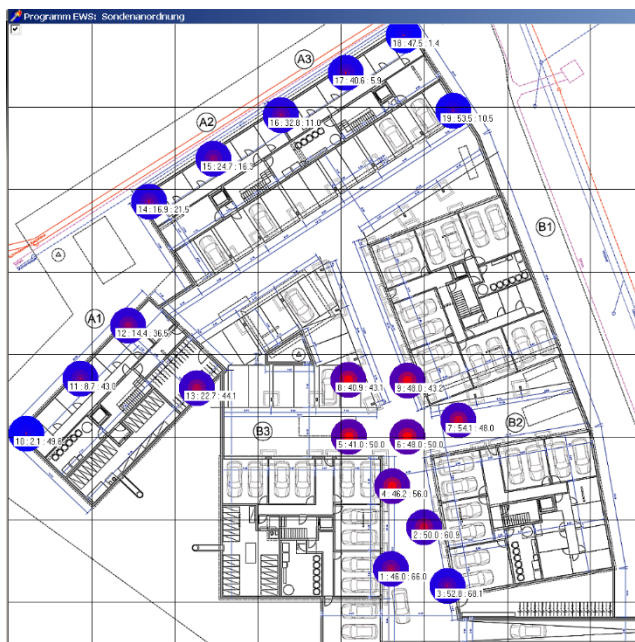 Programm EWS: Sondenanordnung
18 : 47.5 : 1.4
A3
17 : 40.6 : 5.9
19 : 53.5 : 10.5
16 : 32.8 : 11.0
A2
15 : 24.7 : 16.3
14 : 16.9 : 21.5
B1
A1
12 : 14.4 : 36.5
11 : 8.7 : 43.0
13 : 22.7 : 44.1
8 : 40.9 : 43.1
: 48.0 : 43.2
10 : 2.1 : 49.6
B3
5 : 41.0 : 50.0
6 : 48.0 : 50.0
7 : 54.1 : 48.0
B2
4 : 46.2 : 56.0
2 : 50.0 : 60.9
1 : 46.0 : 66.0
3 : 52.8 : 68.1